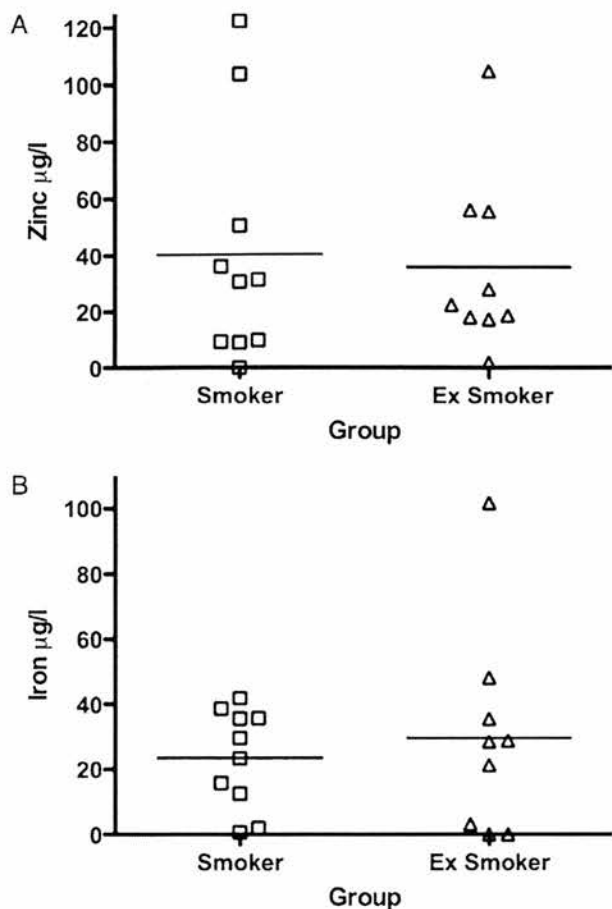 A
120
100
80
60
40
20
0
Zinc μg/l
Smoker
Ex Smoker
Group
B
100
80
60
40
20
0
Iron μg/l
Smoker
Ex Smoker
Group